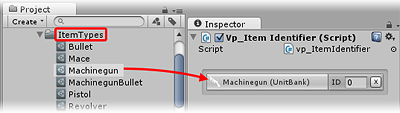 Project
Create
ItemTypes
Bullet
Mace
Machinegun
MachinegunBullet
Pistol
Revolver
Inspector
Vp_Item Identifier (Script)
Script vp_ItemIdentifier
Machinegun (UnitBank) ID 0 X